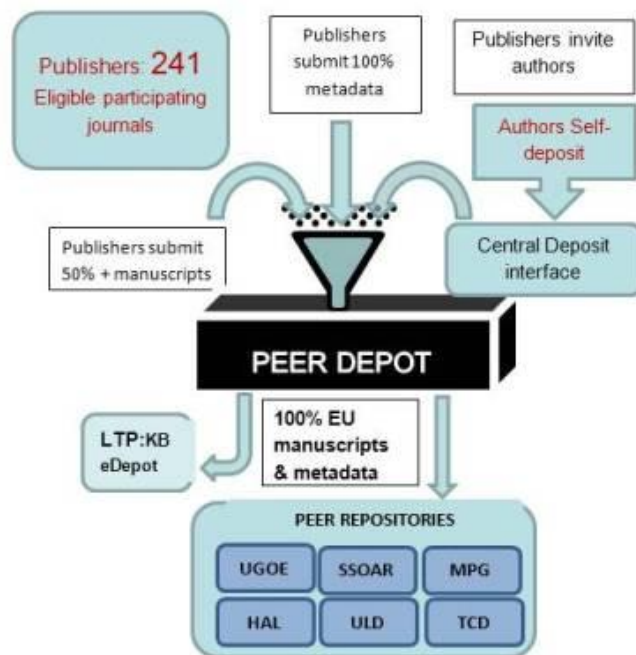 Publishers: 241
Eligible participating
journals
Publishers
submit 100%
metadata
Publishers invite
authors
Authors Self-
deposit
Publishers submit
50% + manuscripts
Central Deposit
interface
PEER DEPOT
LTP:KB
eDepot
100% EU
manuscripts
& metadata
PEER REPOSITORIES
UGOE
SSOAR
MPG
HAL
ULD
TCD